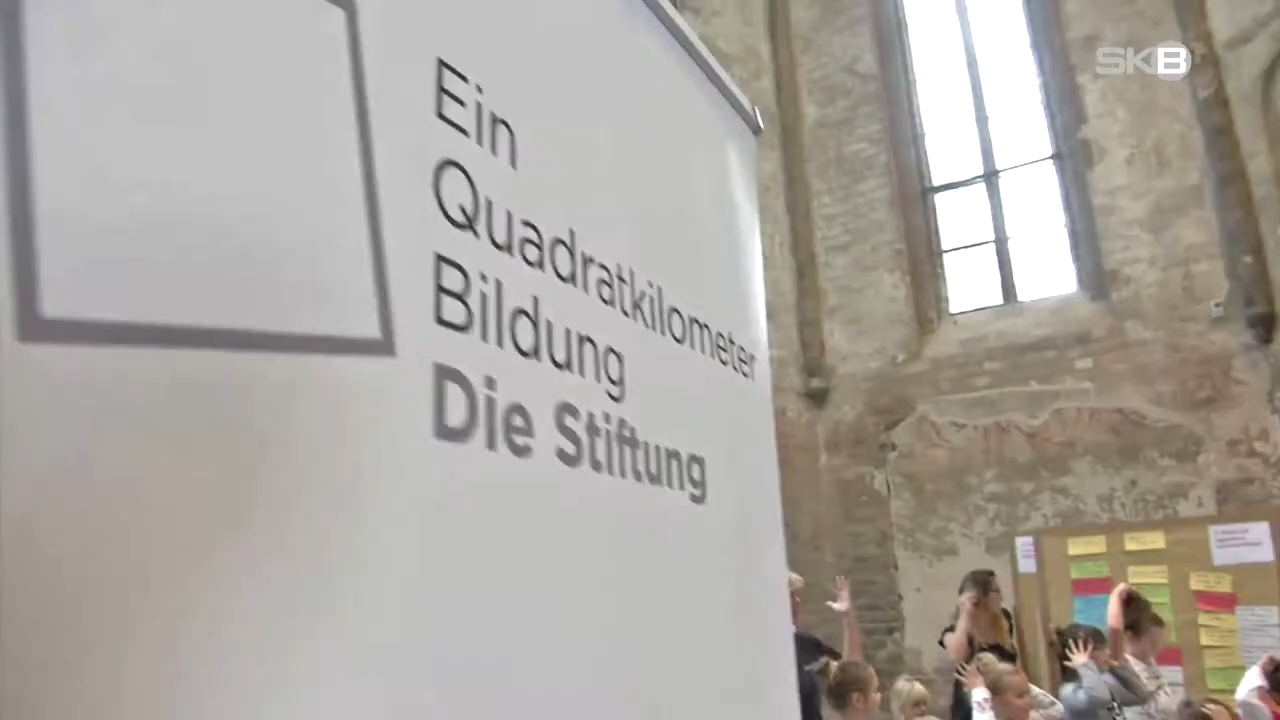 SKB
Ein
Quadratkilometer
Bildung
Die Stiftung